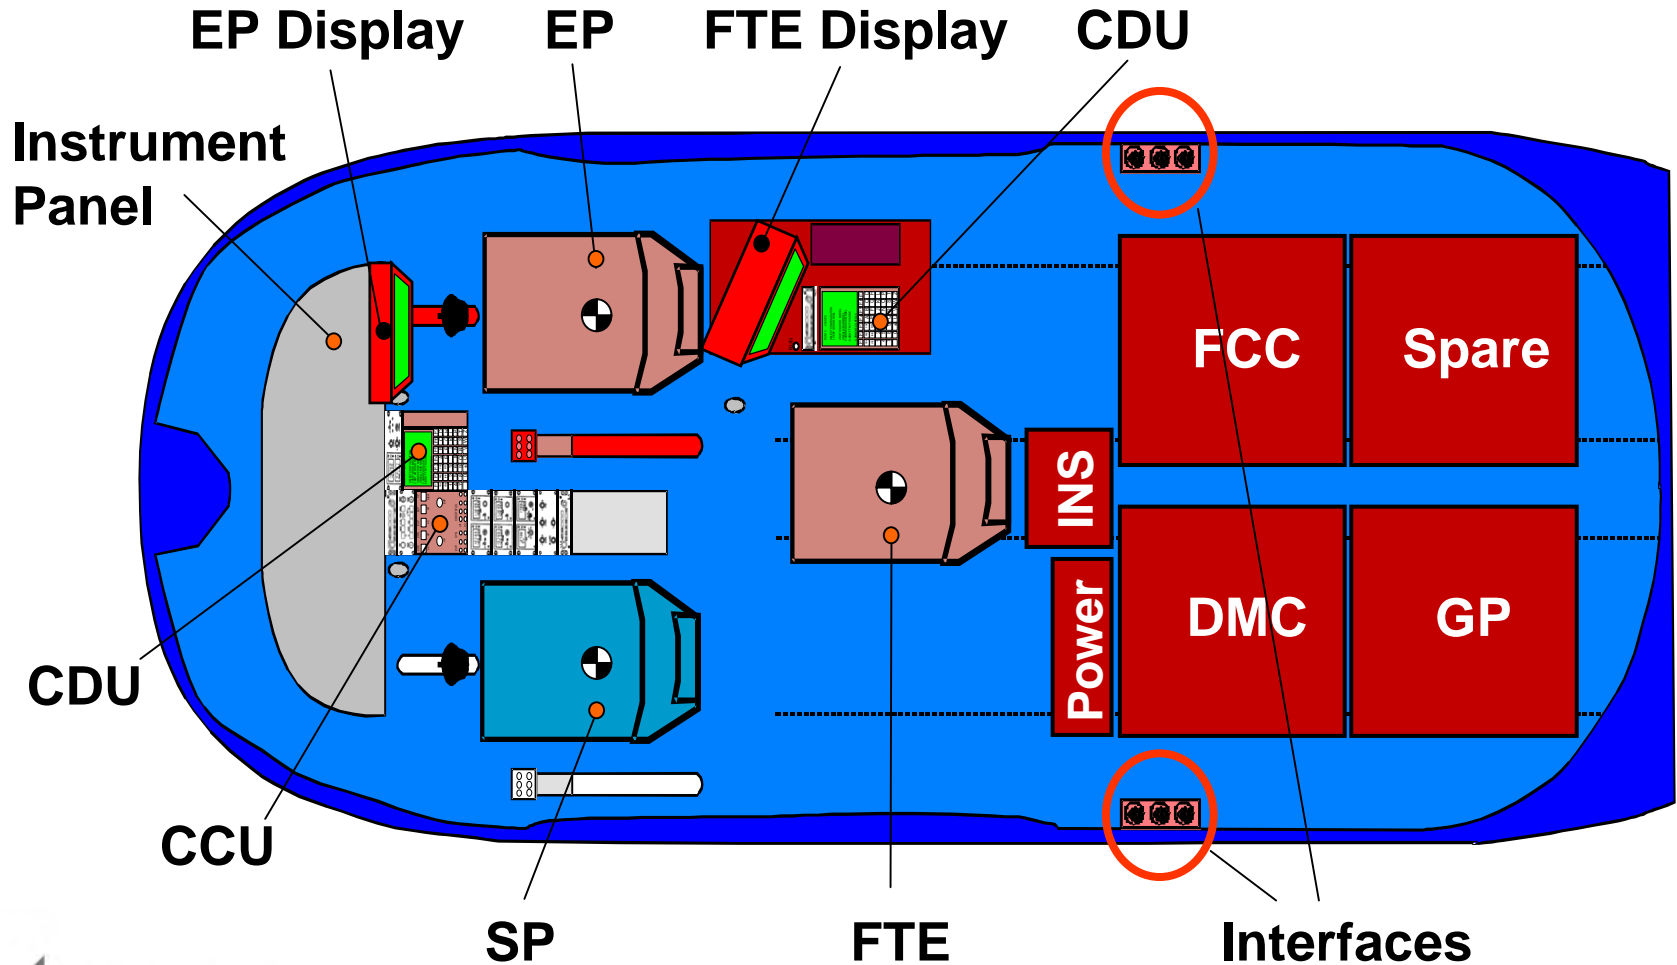 EP Display
EP
FTE Display
CDU
Instrument
Panel
FCC
Spare
INS
Power
DMC
GP
CDU
CCU
SP
FTE
Interfaces